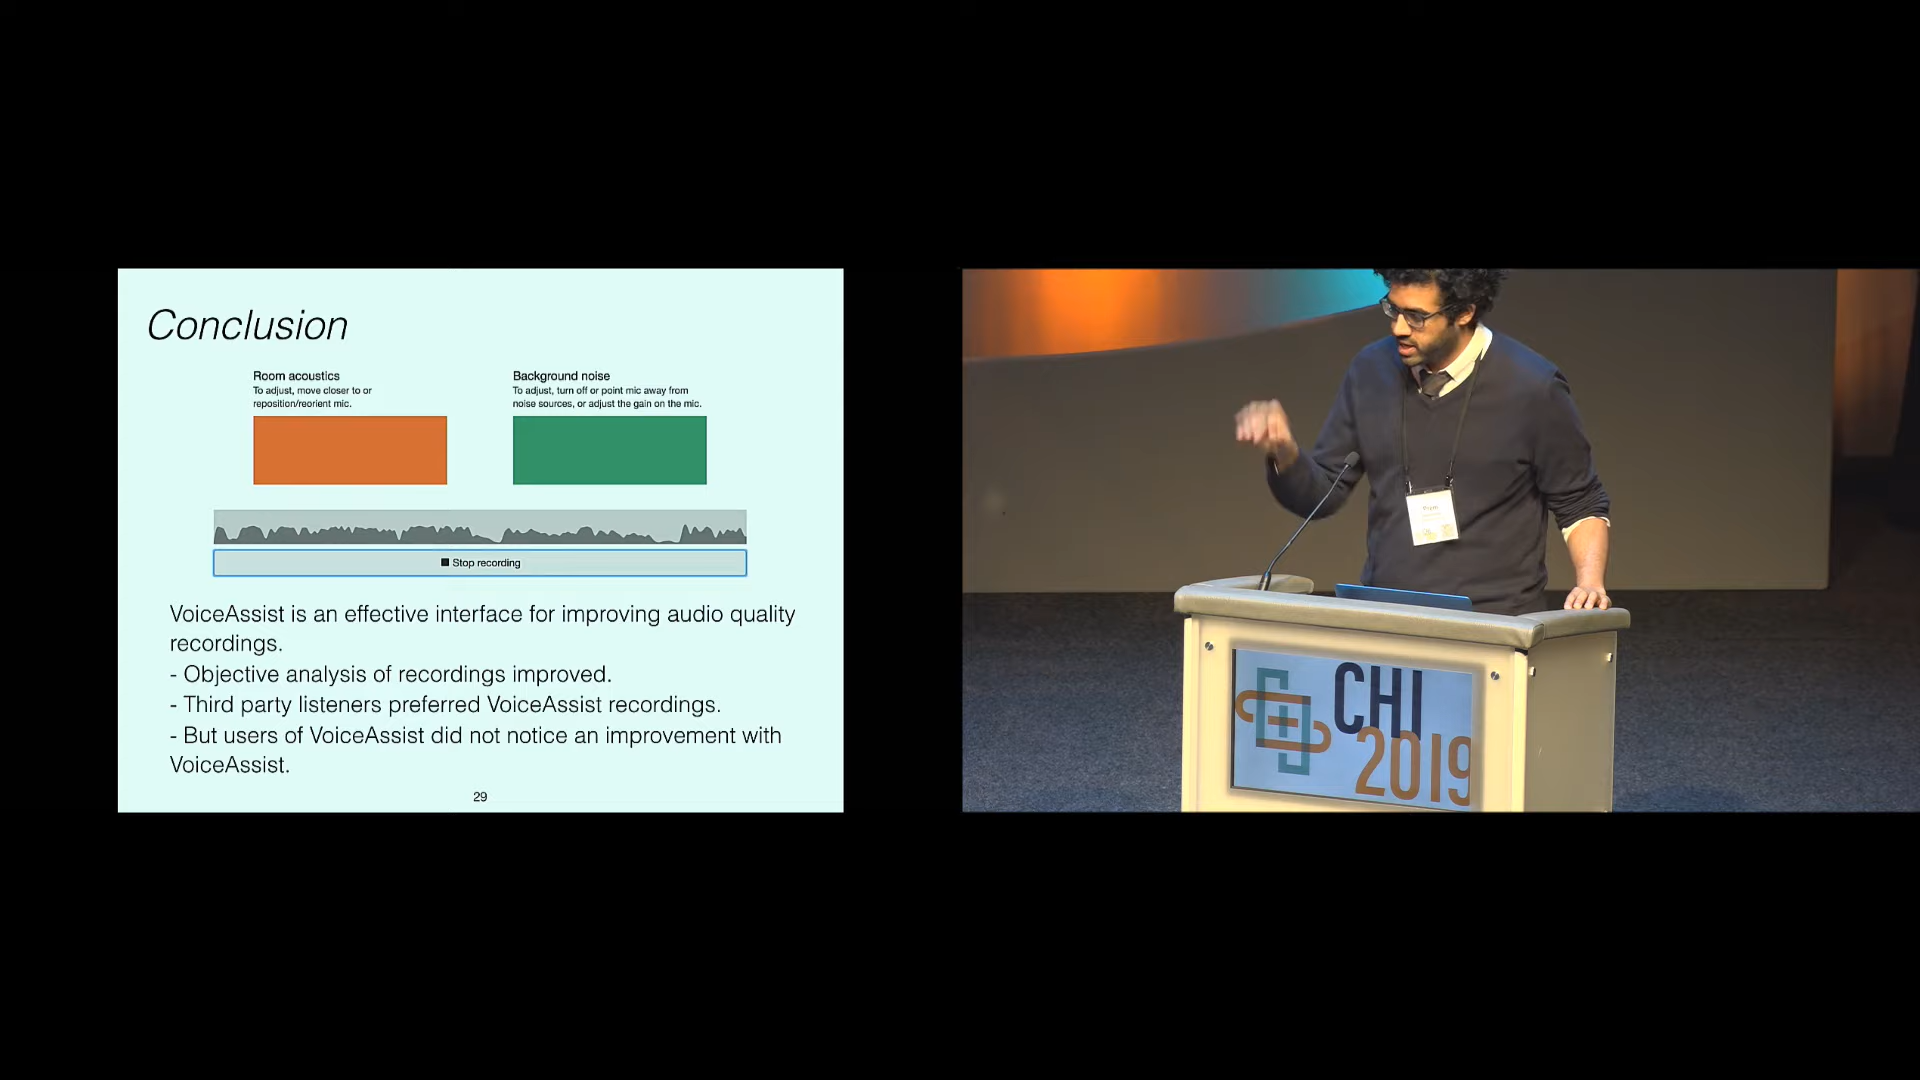 Conclusion
Room acoustics
To adjust, move closer to or
reposition/reorient mic.
Background noise
To adjust, turn off or point mic away from
noise sources, or adjust the gain on the mic.
Stop recording
VoiceAssist is an effective interface for improving audio quality
recordings.
- Objective analysis of recordings improved.
- Third party listeners preferred VoiceAssist recordings.
- But users of VoiceAssist did not notice an improvement with
VoiceAssist.
29
CHI
2019